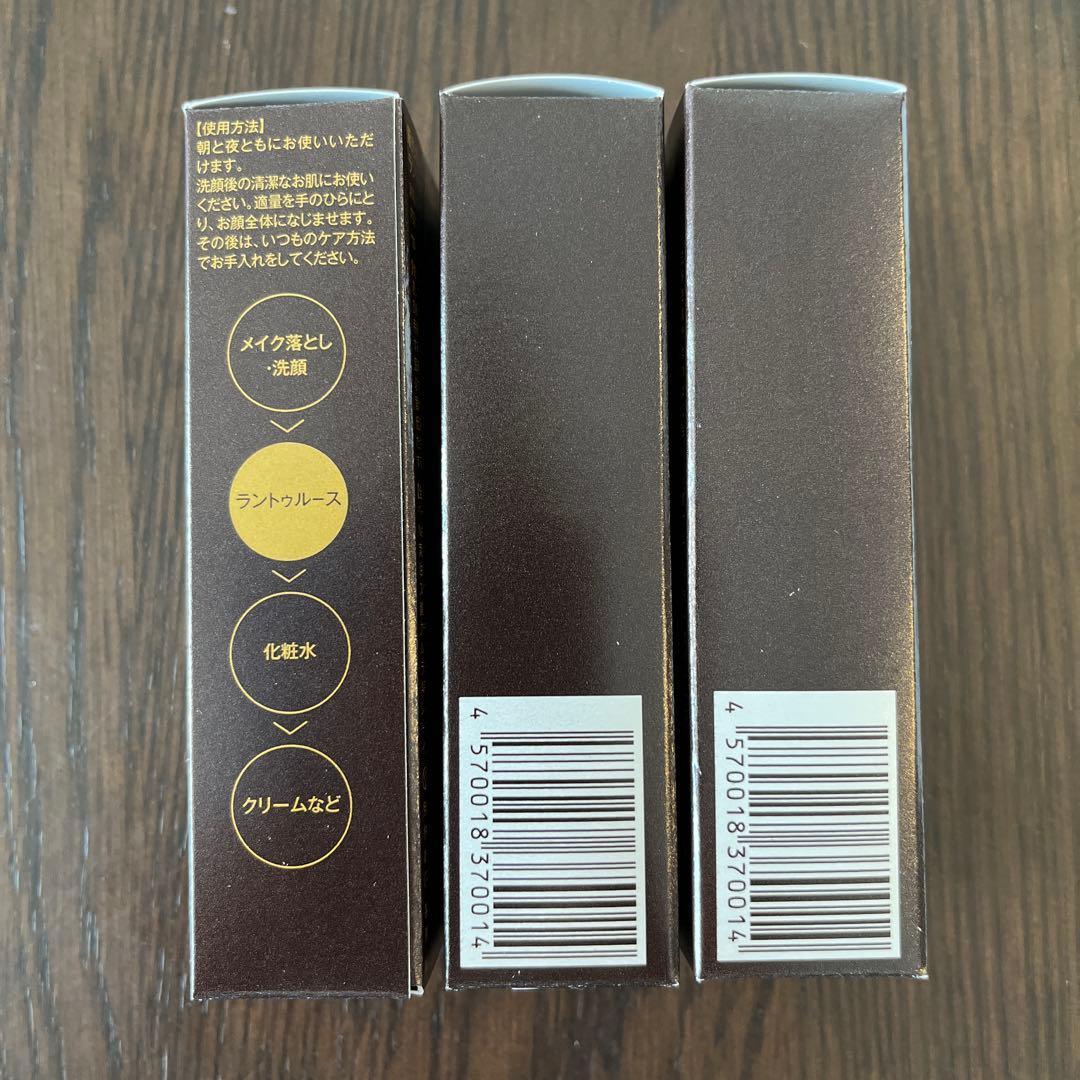 【使用方法】
朝と夜ともにお使いいただ
けます。
洗顔後の清潔なお肌にお使い
ください。適量を手のひらにと
り、お顔全体になじませます。
その後は、いつものケア方法
でお手入れをしてください。
メイク落とし
・洗顔
ラントゥルース
化粧水
クリームなど
4 570018 370014
4 570018 370014